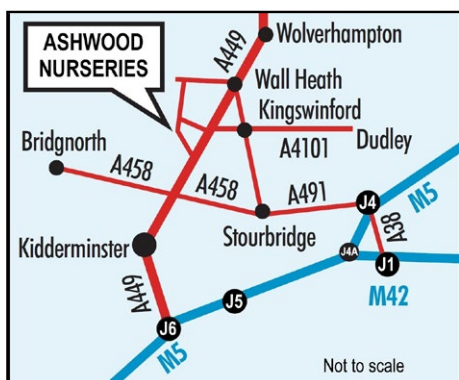 ASHWOOD
NURSERIES
A449
Wolverhampton
Wall Heath
Kingswinford
Bridgnorth
A4101
Dudley
A458
A458
A491
J4
M5
A38
Kidderminster
Stourbridge
J4A
J1
A449
J5
M42
J6
M5
Not to scale